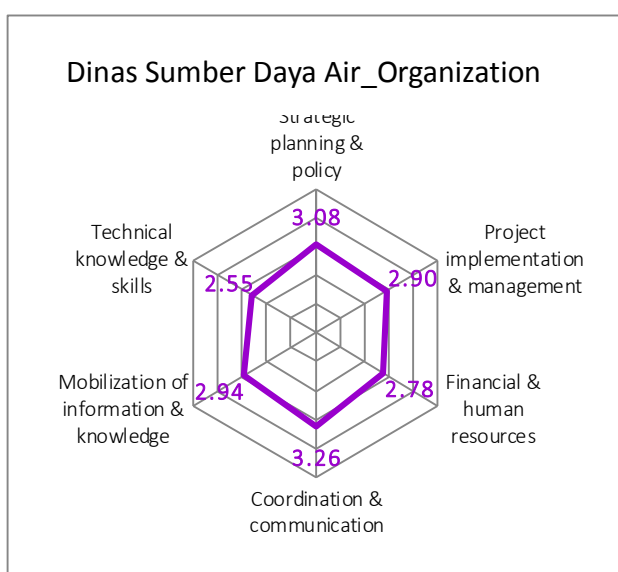 Dinas Sumber Daya Air_Organization
Strategic
planning &
policy
3.08
Technical
knowledge &
skills
2.55
Project
implementation
& management
2.90
Mobilization of
information &
knowledge
2.94
Financial &
human
resources
2.78
3.26
Coordination &
communication